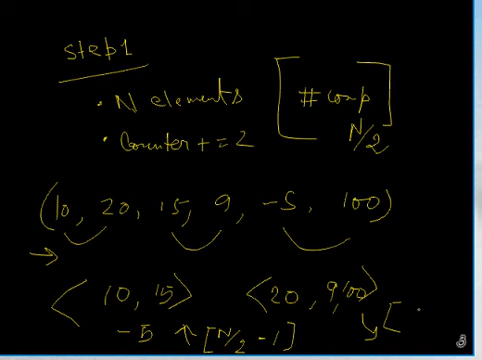 step1
• N elements
# comp
N/2
• Counter += 2
(10, 20, 15, 9, -5, 100)
→
< 10, 15 > < 20, 9, 100 >
-5 ↑ [N/2 - 1]